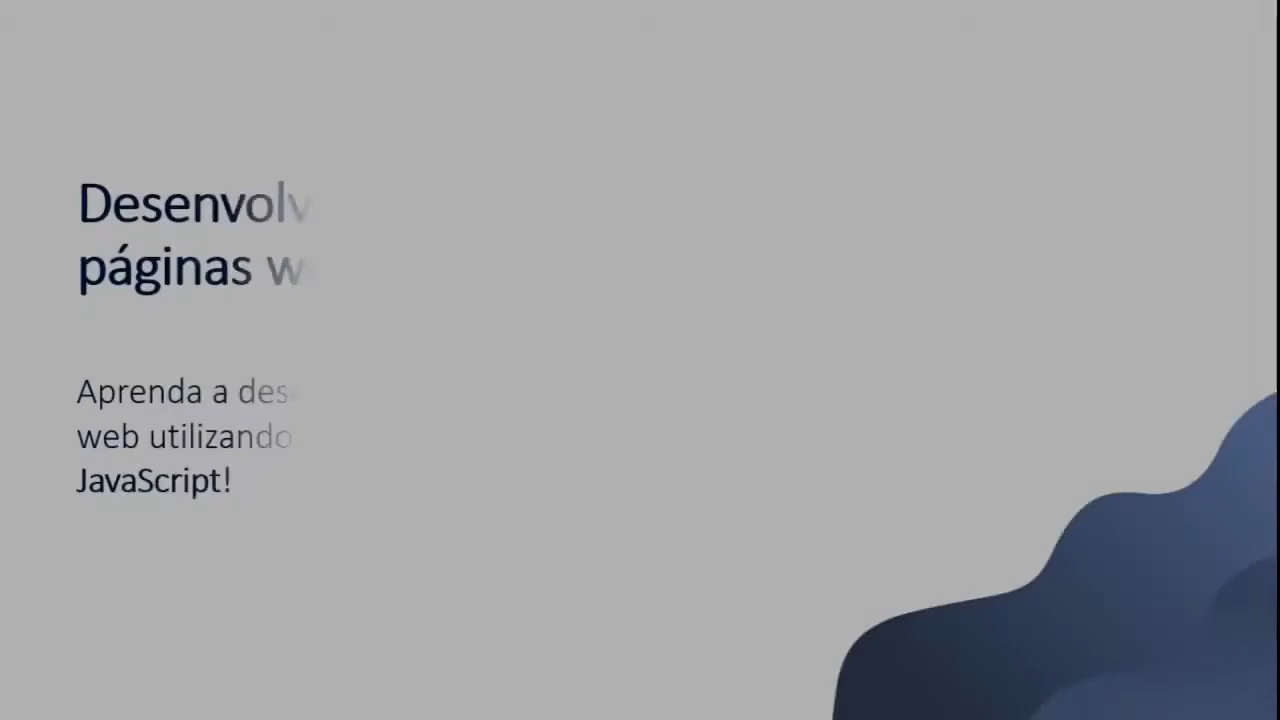 Desenvolv
páginas w
Aprenda a des
web utilizando
JavaScript!